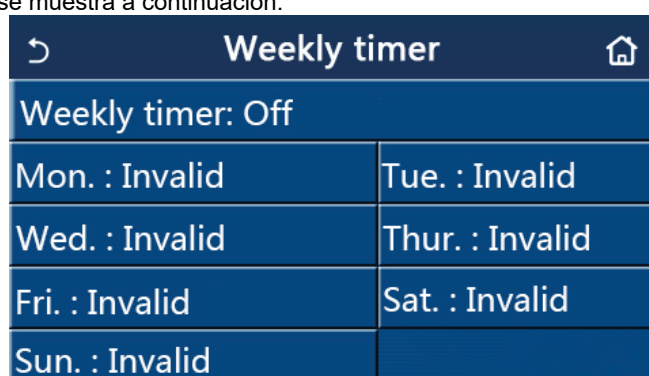 se muestra a continuación.
Weekly timer
Weekly timer: Off
Mon. : Invalid Tue. : Invalid
Wed. : Invalid Thur. : Invalid
Fri. : Invalid Sat. : Invalid
Sun. : Invalid